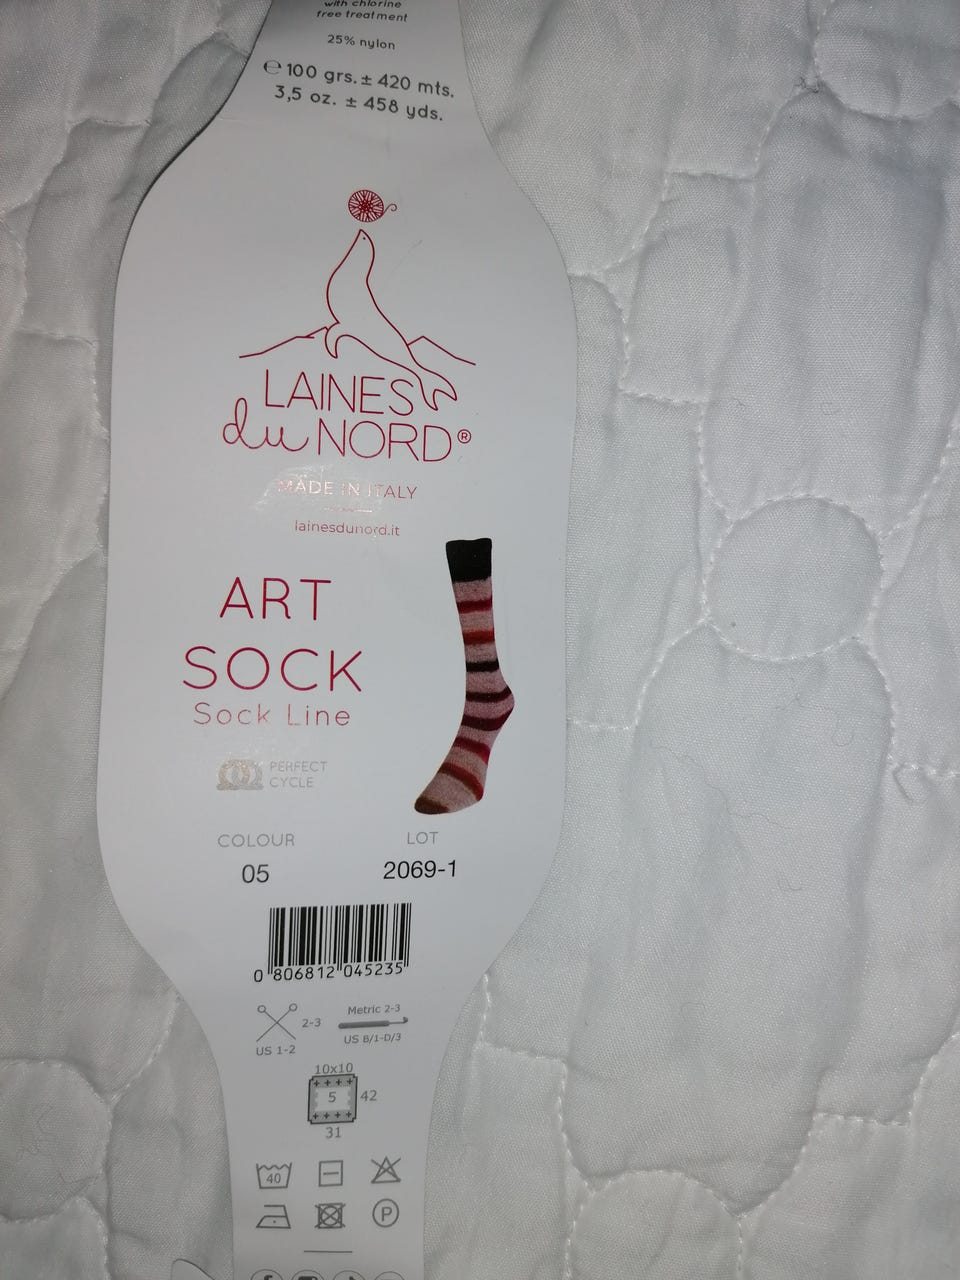 with chlorine
free treatment
25% nylon
℮ 100 grs. ± 420 mts.
3,5 oz. ± 458 yds.
LAINES
du NORD®
MADE IN ITALY
lainesdunord.it
ART
SOCK
Sock Line
PERFECT
CYCLE
COLOUR LOT
05 2069-1
0 806812 045235
2-3
US 1-2
Metric 2-3
US B/1-D/3
10x10
5 42
31
40
P